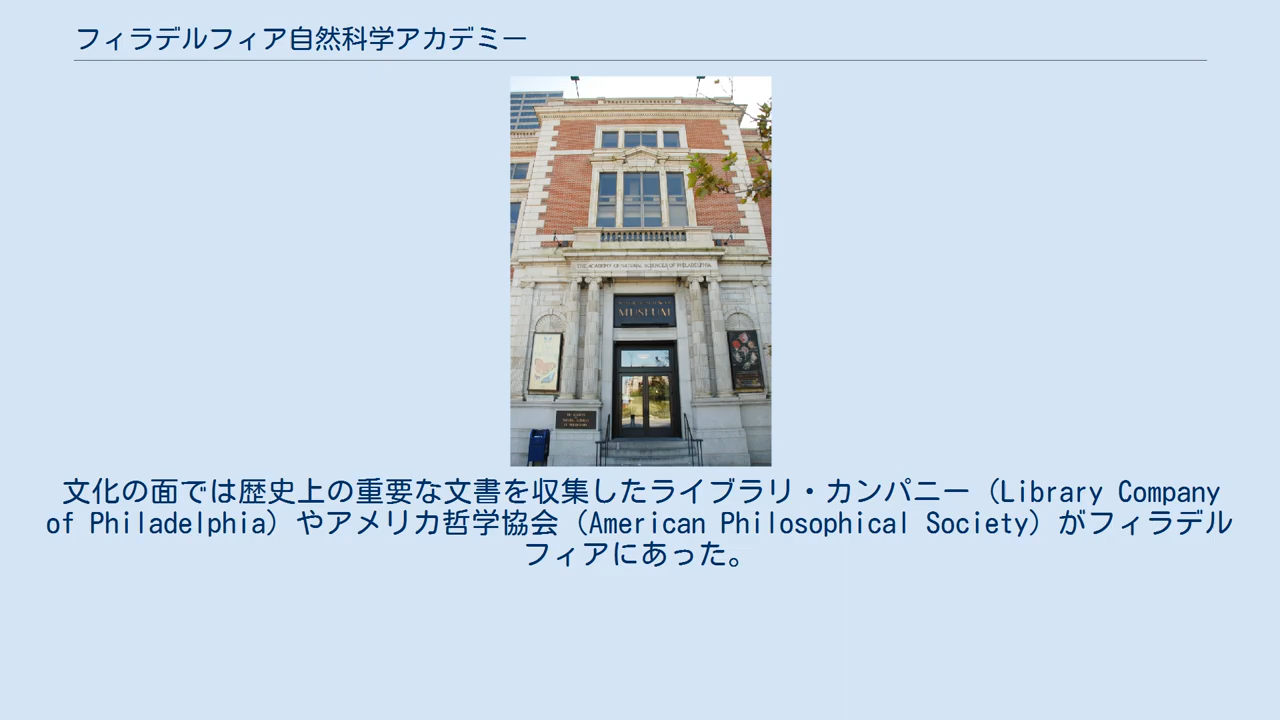 フィラデルフィア自然科学アカデミー
THE ACADEMY OF NATURAL SCIENCES OF PHILADELPHIA
MUSEUM
文化の面では歴史上の重要な文書を収集したライブラリ・カンパニー（Library Company
of Philadelphia）やアメリカ哲学協会（American Philosophical Society）がフィラデル
フィアにあった。